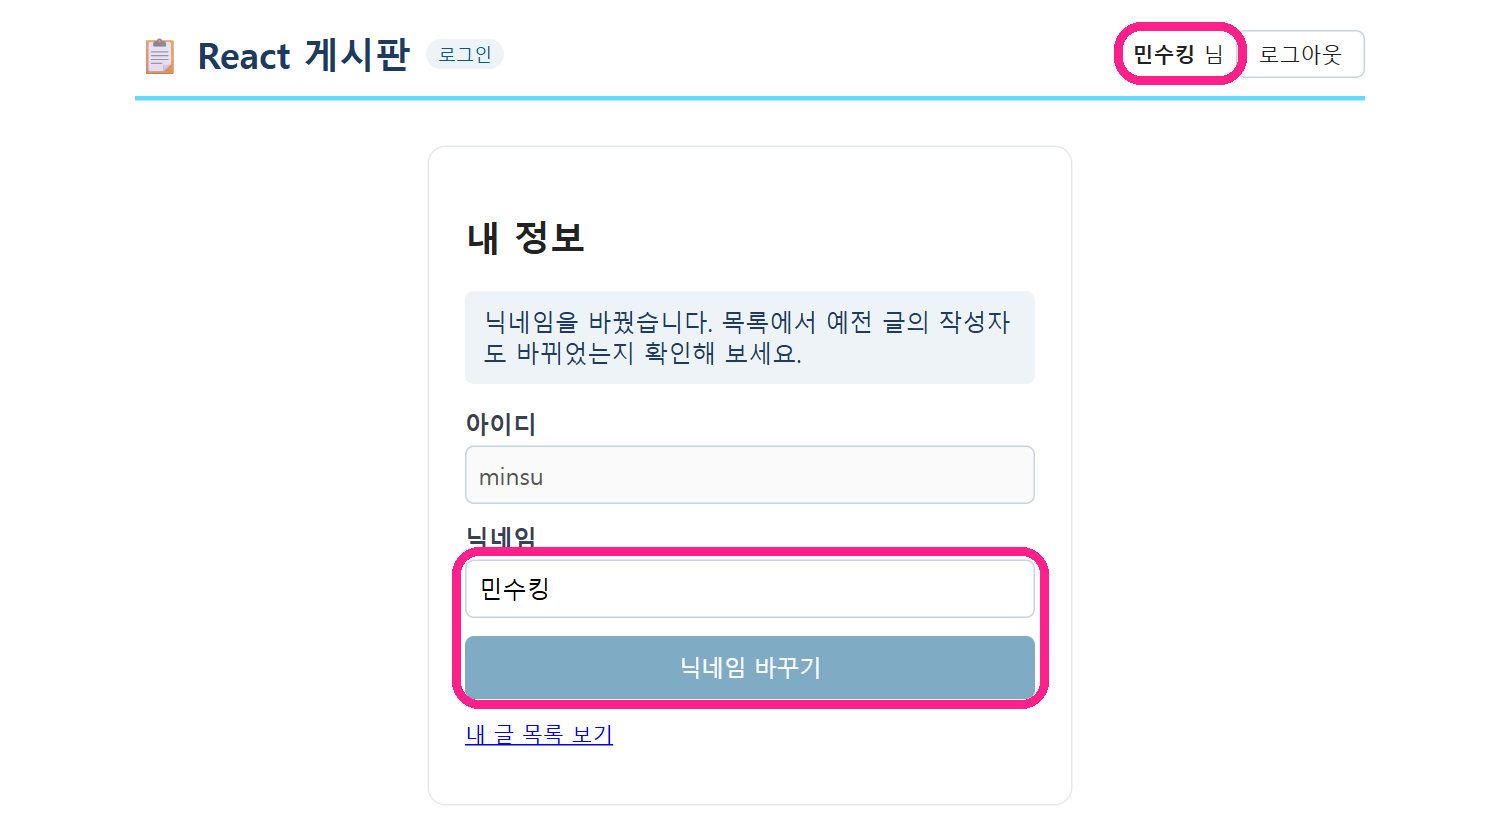 React 게시판 로그인
민수킹 님 로그아웃
내 정보
닉네임을 바꿨습니다. 목록에서 예전 글의 작성자
도 바뀌었는지 확인해 보세요.
아이디
minsu
닉네임
민수킹
닉네임 바꾸기
내 글 목록 보기